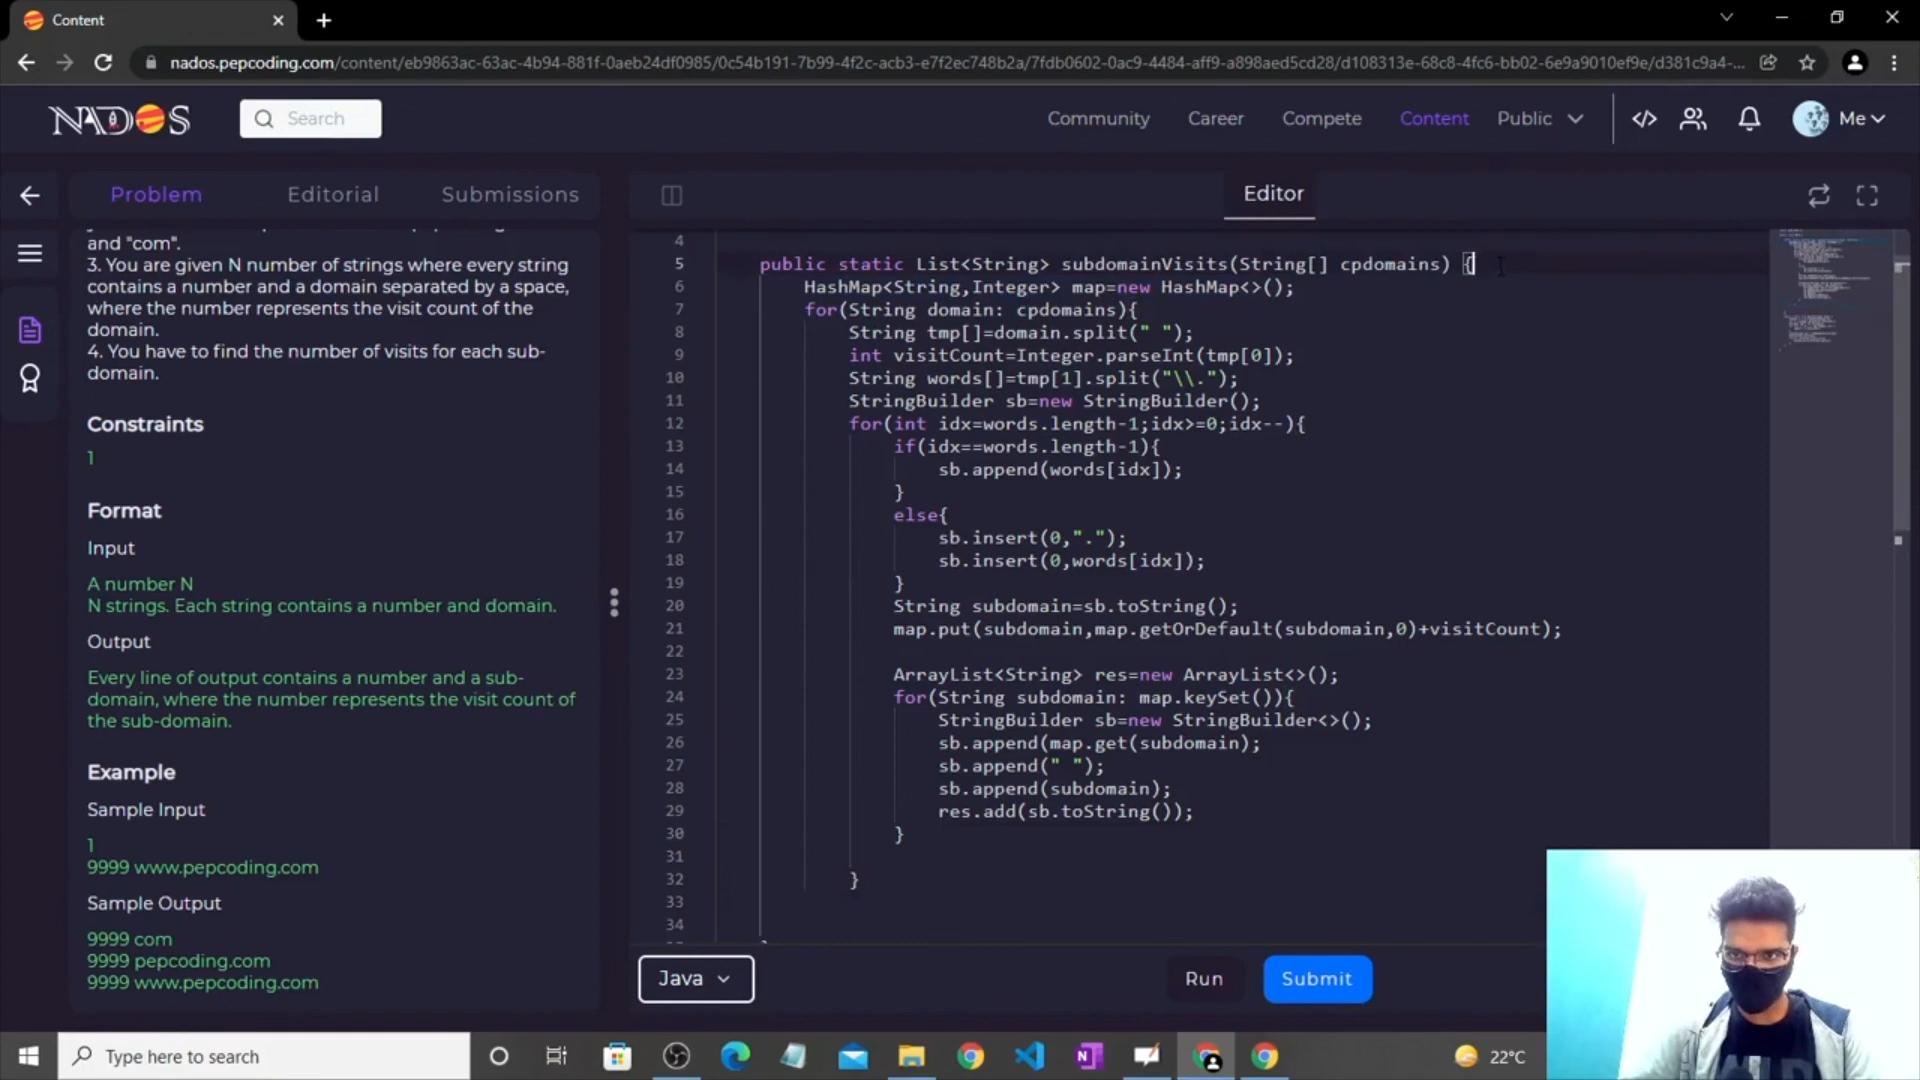 Content
nados.pepcoding.com/content/eb9863ac-63ac-4b94-881f-0aeb24df0985/0c54b191-7b99-4f2c-acb3-e7f2ec748b2a/7fdb0602-0ac9-4484-aff9-a898aed5cd28/d108313e-68c8-4fc6-bb02-6e9a9010ef9e/d381c9a4-...
NADOS
Search
Community
Career
Compete
Content
Public
Me
Problem
Editorial
Submissions
Editor
and "com".
3. You are given N number of strings where every string
contains a number and a domain separated by a space,
where the number represents the visit count of the
domain.
4. You have to find the number of visits for each sub-
domain.
Constraints
1
Format
Input
A number N
N strings. Each string contains a number and domain.
Output
Every line of output contains a number and a sub-
domain, where the number represents the visit count of
the sub-domain.
Example
Sample Input
1
9999 www.pepcoding.com
Sample Output
9999 com
9999 pepcoding.com
9999 www.pepcoding.com
4
5 public static List<String> subdomainVisits(String[] cpdomains) {
6 HashMap<String,Integer> map=new HashMap<>();
7 for(String domain: cpdomains){
8 String tmp[]=domain.split(" ");
9 int visitCount=Integer.parseInt(tmp[0]);
10 String words[]=tmp[1].split("\\.");
11 StringBuilder sb=new StringBuilder();
12 for(int idx=words.length-1;idx>=0;idx--){
13 if(idx==words.length-1){
14 sb.append(words[idx]);
15 }
16 else{
17 sb.insert(0,".");
18 sb.insert(0,words[idx]);
19 }
20 String subdomain=sb.toString();
21 map.put(subdomain,map.getOrDefault(subdomain,0)+visitCount);
22
23 ArrayList<String> res=new ArrayList<>();
24 for(String subdomain: map.keySet()){
25 StringBuilder sb=new StringBuilder<>();
26 sb.append(map.get(subdomain);
27 sb.append(" ");
28 sb.append(subdomain);
29 res.add(sb.toString());
30 }
31
32 }
33
34
Java
Run
Submit
Type here to search
22°C